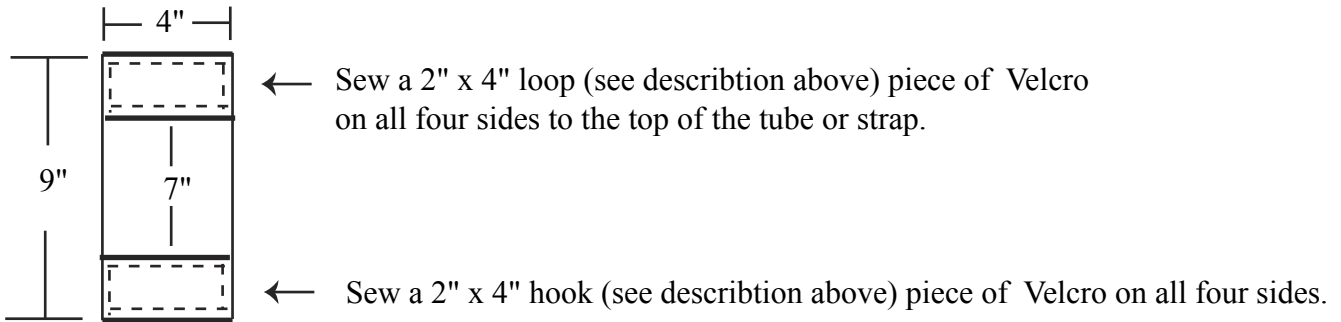 4"
Sew a 2" x 4" loop (see describtion above) piece of Velcro
on all four sides to the top of the tube or strap.
9"
7"
Sew a 2" x 4" hook (see describtion above) piece of Velcro on all four sides.